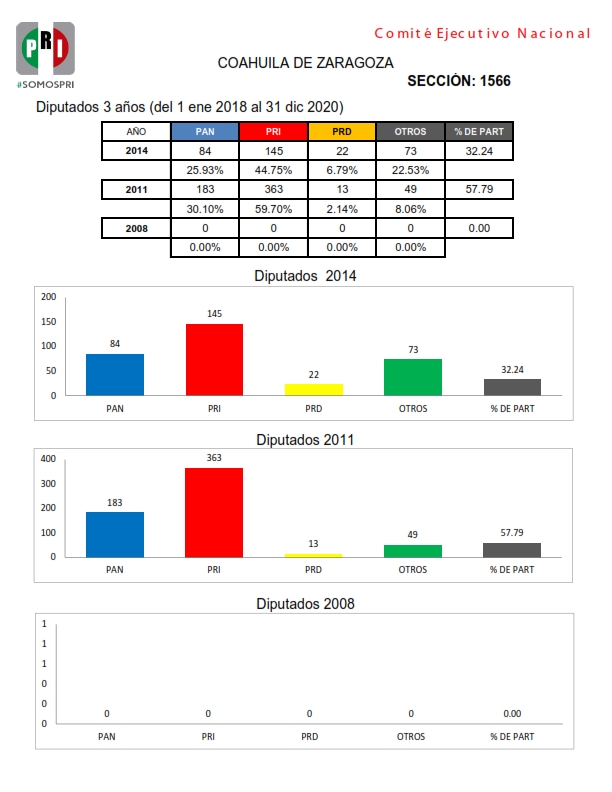 PRI
#SOMOSPRI
Comité Ejecutivo Nacional
COAHUILA DE ZARAGOZA
SECCIÓN: 1566
Diputados 3 años (del 1 ene 2018 al 31 dic 2020)
AÑO PAN PRI PRD OTROS % DE PART
2014 84 145 22 73 32.24
25.93% 44.75% 6.79% 22.53%
2011 183 363 13 49 57.79
30.10% 59.70% 2.14% 8.06%
2008 0 0 0 0 0.00
0.00% 0.00% 0.00% 0.00%
Diputados 2014
200
150
100
50
0
84 145 22 73 32.24
PAN PRI PRD OTROS % DE PART
Diputados 2011
400
300
200
100
0
183 363 13 49 57.79
PAN PRI PRD OTROS % DE PART
Diputados 2008
1
1
1
0
0
0
0 0 0 0 0.00
PAN PRI PRD OTROS % DE PART